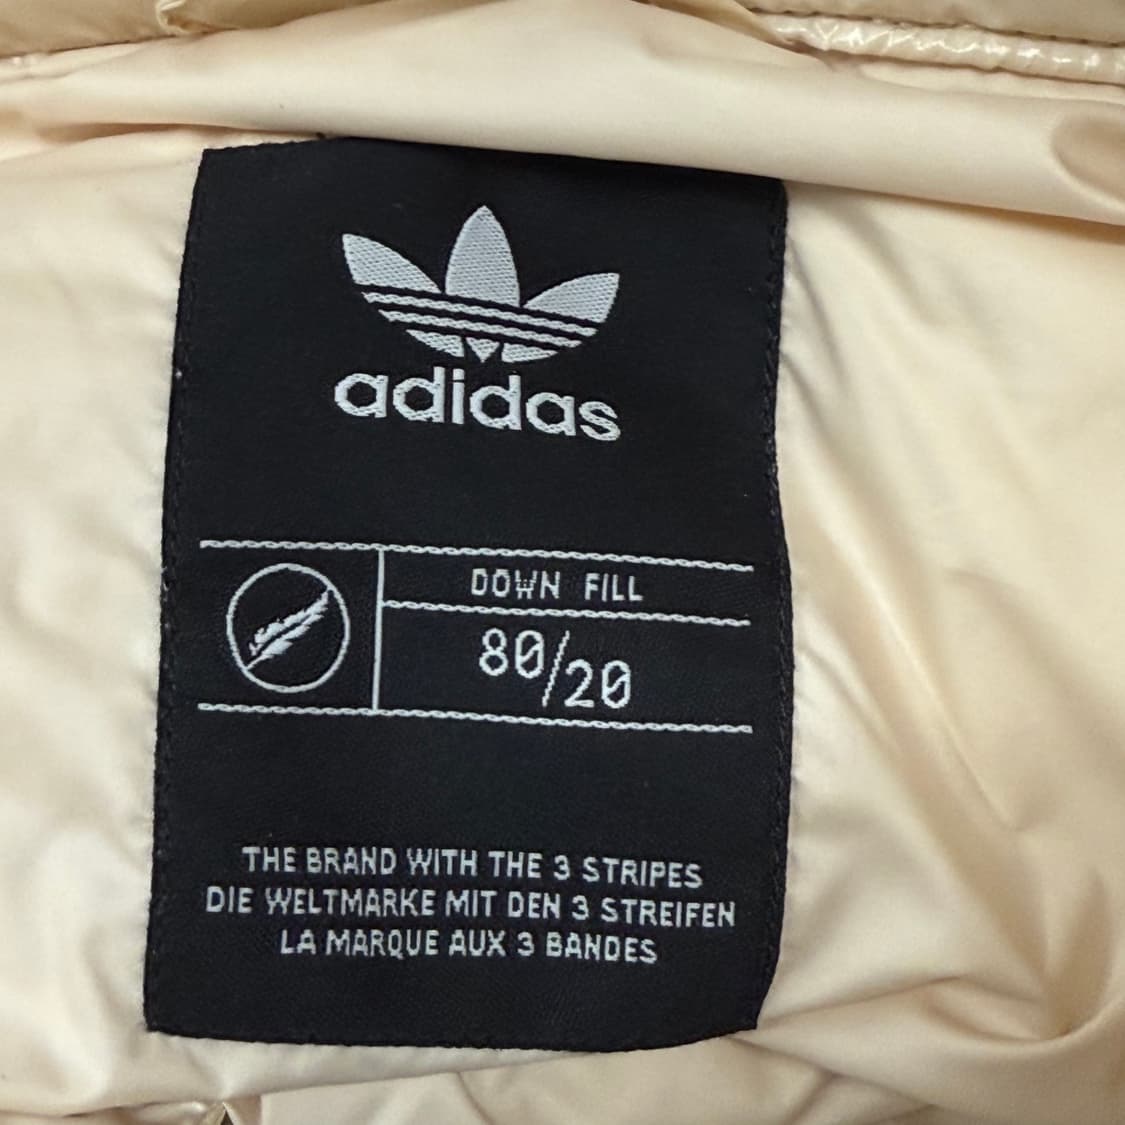 adidas
DOWN FILL
80/20
THE BRAND WITH THE 3 STRIPES
DIE WELTMARKE MIT DEN 3 STREIFEN
LA MARQUE AUX 3 BANDES